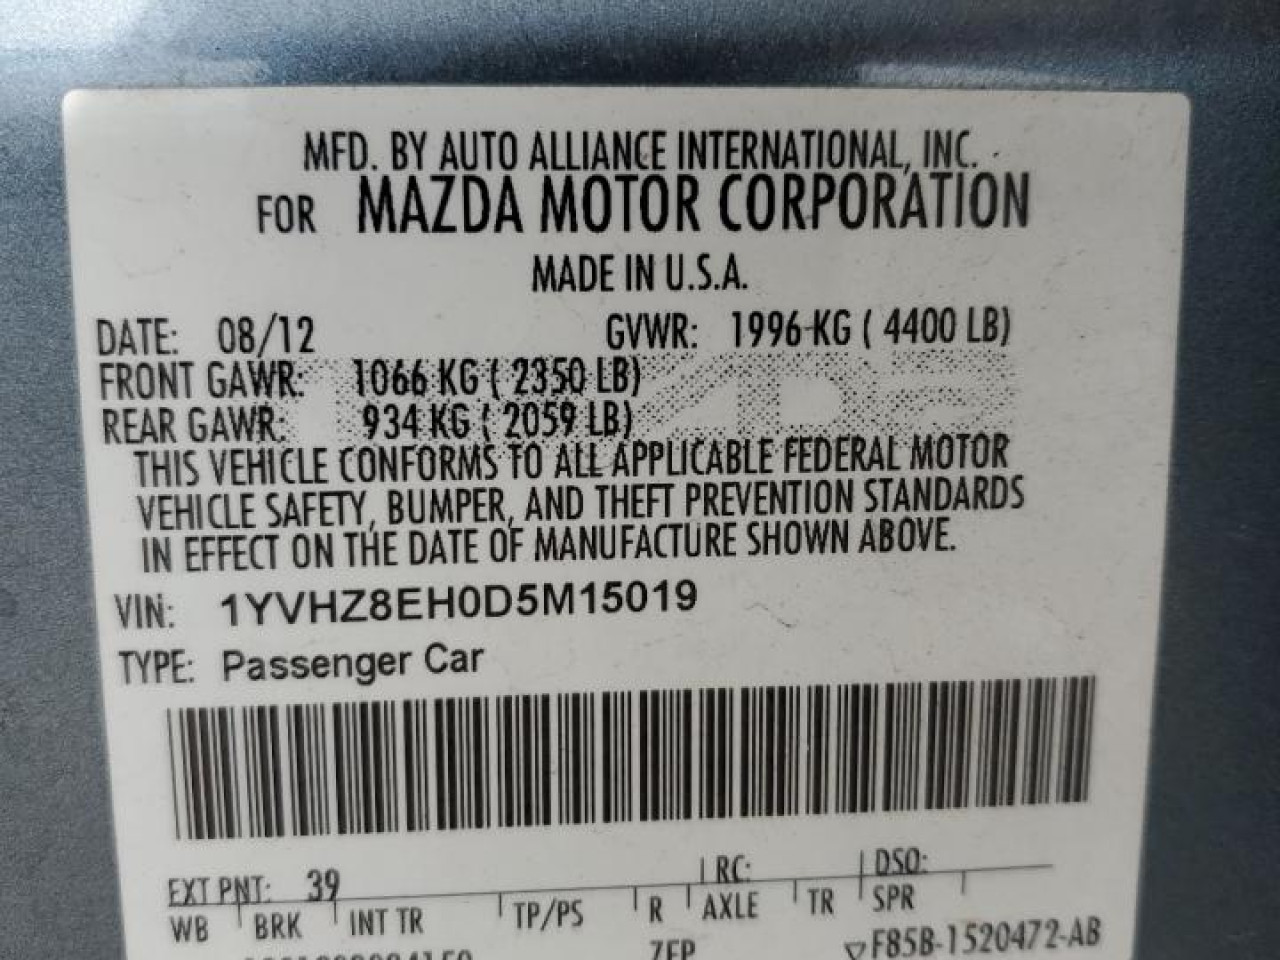 MFD. BY AUTO ALLIANCE INTERNATIONAL, INC.
FOR MAZDA MOTOR CORPORATION
MADE IN U.S.A.
DATE: 08/12 GVWR: 1996 KG ( 4400 LB)
FRONT GAWR: 1066 KG ( 2350 LB)
REAR GAWR: 934 KG ( 2059 LB)
THIS VEHICLE CONFORMS TO ALL APPLICABLE FEDERAL MOTOR
VEHICLE SAFETY, BUMPER, AND THEFT PREVENTION STANDARDS
IN EFFECT ON THE DATE OF MANUFACTURE SHOWN ABOVE.
VIN: 1YVHZ8EH0D5M15019
TYPE: Passenger Car
EXT PNT: 39 RC: DSO:
WB BRK INT TR TP/PS R AXLE TR SPR
F85B-1520472-AB